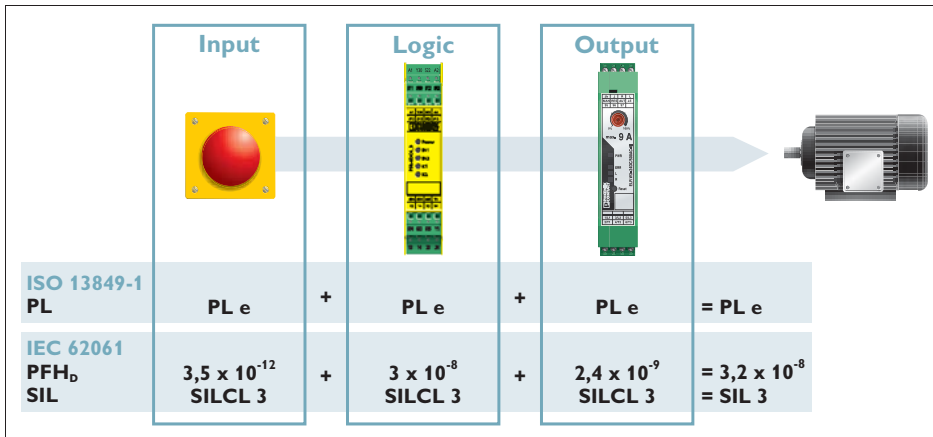 Input
Logic
Output
max. 9 A
ISO 13849-1
PL
PL e
+
PL e
+
PL e
= PL e
IEC 62061
PFHD
3,5 x 10-12
+
3 x 10-8
+
2,4 x 10-9
= 3,2 x 10-8
SIL
SILCL 3
SILCL 3
SILCL 3
= SIL 3